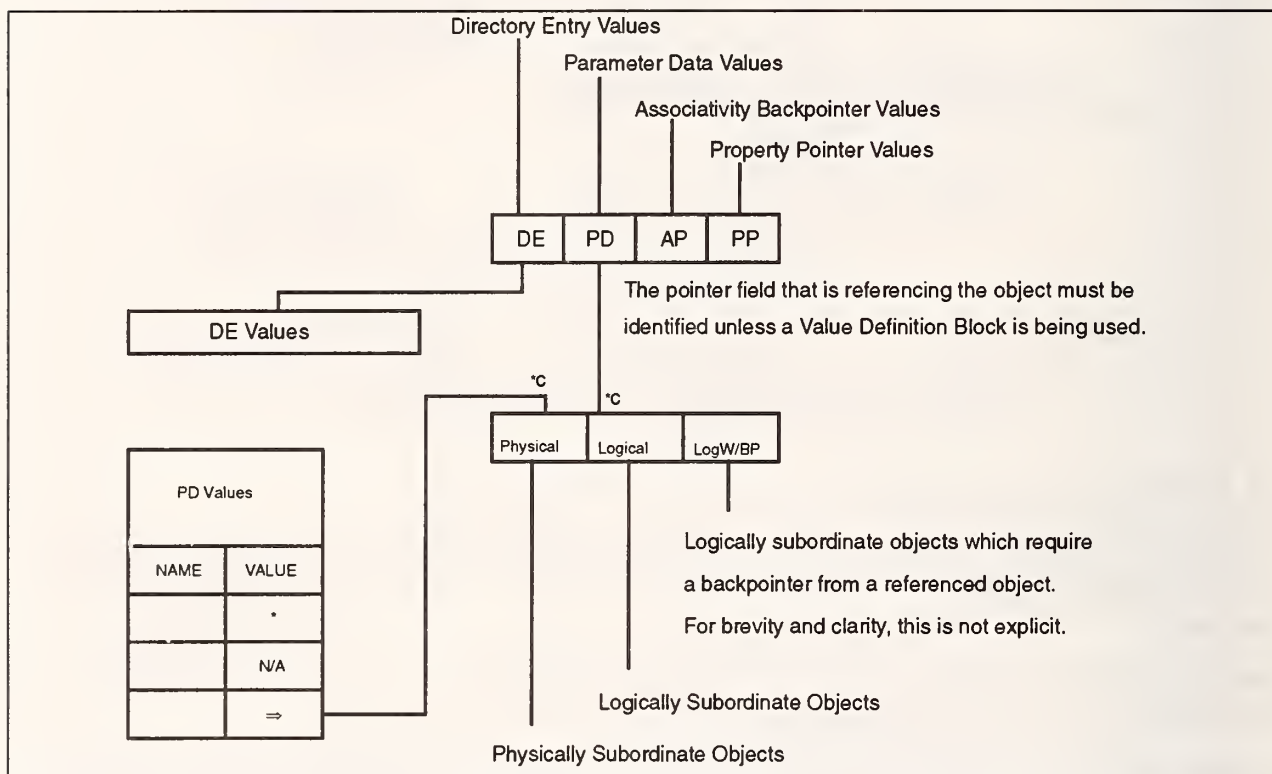 Directory Entry Values
Parameter Data Values
Associativity Backpointer Values
Property Pointer Values
DE PD AP PP
The pointer field that is referencing the object must be
identified unless a Value Definition Block is being used.
DE Values
*C
*C
Physical Logical LogW/BP
PD Values
NAME VALUE
*
N/A
⇒
Logically subordinate objects which require
a backpointer from a referenced object.
For brevity and clarity, this is not explicit.
Logically Subordinate Objects
Physically Subordinate Objects